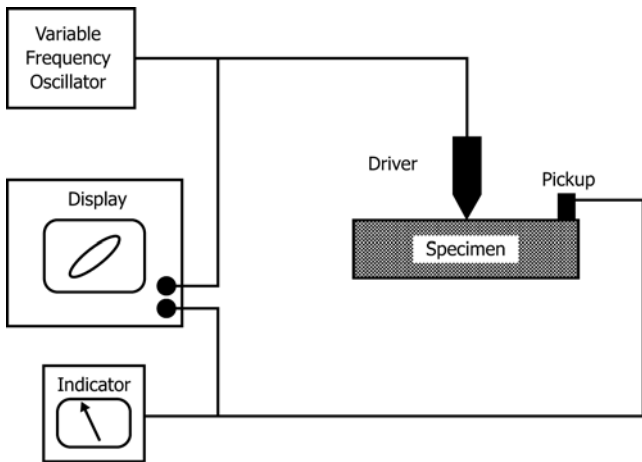 Variable
Frequency
Oscillator
Driver
Pickup
Display
Specimen
Indicator